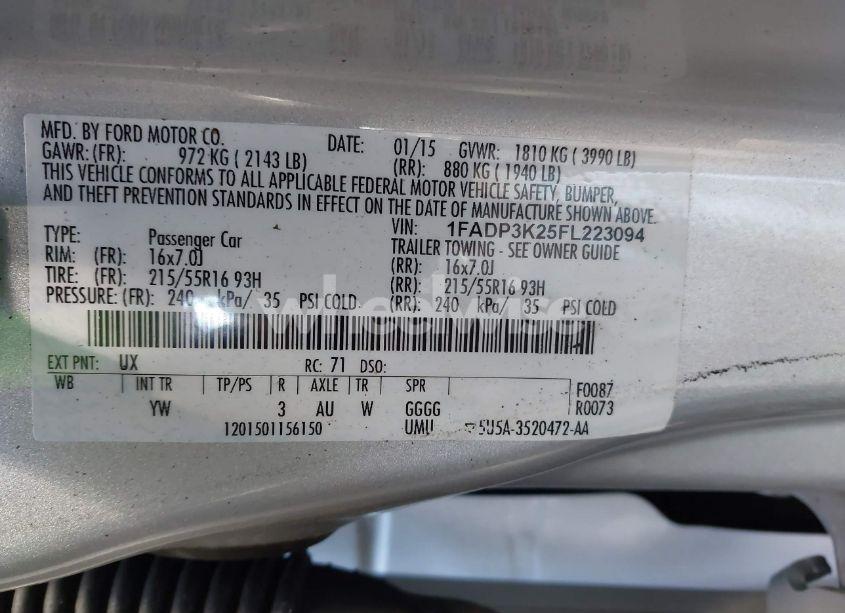 MFD. BY FORD MOTOR CO. DATE: 01/15 GVWR: 1810 KG ( 3990 LB)
GAWR: (FR): 972 KG ( 2143 LB) (RR): 880 KG ( 1940 LB)
THIS VEHICLE CONFORMS TO ALL APPLICABLE FEDERAL MOTOR VEHICLE SAFETY, BUMPER,
AND THEFT PREVENTION STANDARDS IN EFFECT ON THE DATE OF MANUFACTURE SHOWN ABOVE.
VIN: 1FADP3K25FL223094
TYPE: Passenger Car TRAILER TOWING - SEE OWNER GUIDE
RIM: (FR): 16x7.0J (RR): 16x7.0J
TIRE: (FR): 215/55R16 93H (RR): 215/55R16 93H
PRESSURE: (FR): 240 kPa/ 35 PSI COLD (RR): 240 kPa/ 35 PSI COLD
wheelwise
EXT PNT: UX RC: 71 DSO:
WB INT TR TP/PS R AXLE TR SPR F0087
YW 3 AU W GGGG R0073
1201501156150 UMU 5U5A-3520472-AA